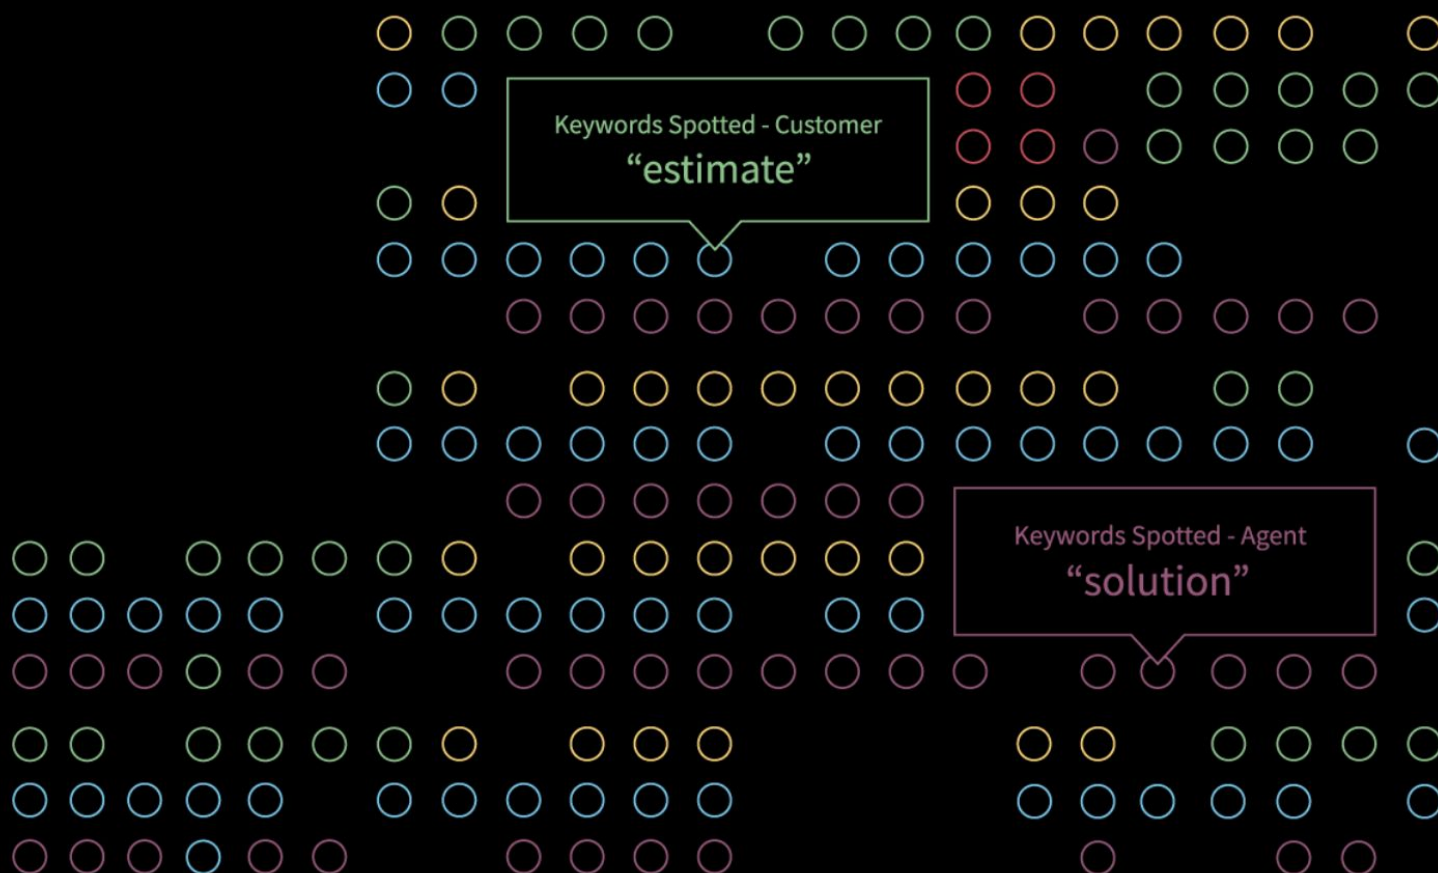 Keywords Spotted - Customer
“estimate”
Keywords Spotted - Agent
“solution”